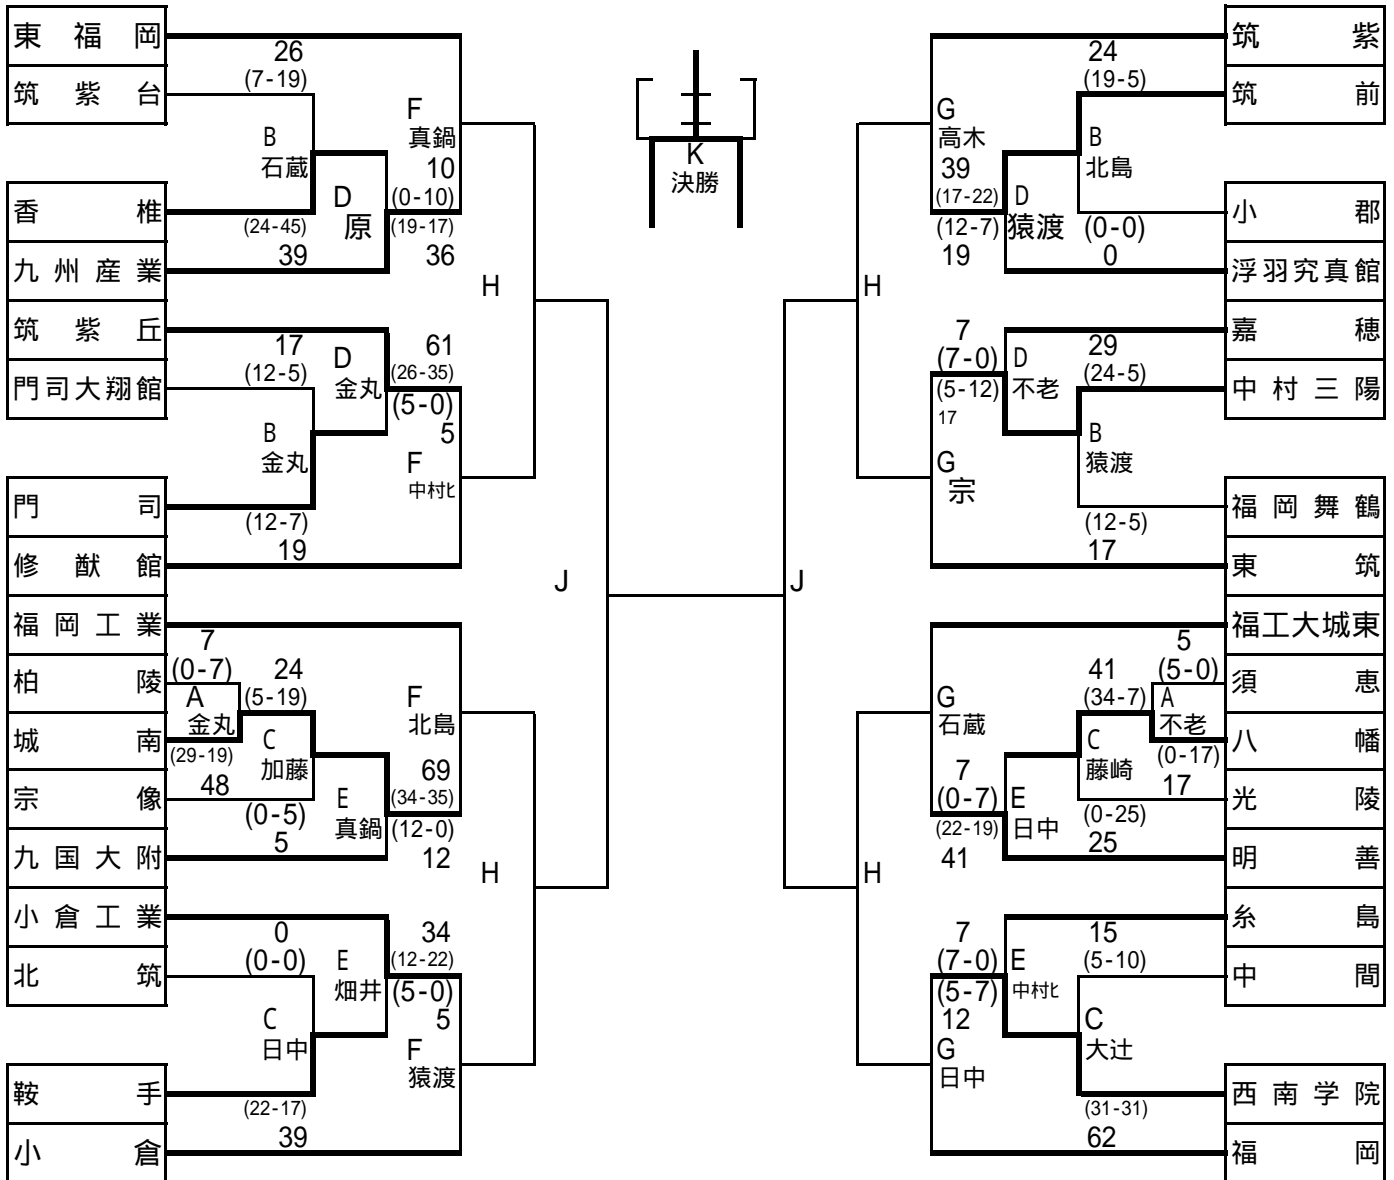 東福岡
26
(7-19)
筑紫台
B
石蔵
F
真鍋
10
(0-10)
D
原
香椎
(24-45)
39
(19-17)
36
九州産業
H
筑紫丘
17
(12-5)
D
金丸
61
(26-35)
(5-0)
5
門司大翔館
B
金丸
F
中村ヒ
門司
(12-7)
19
修猷館
J
福岡工業
7
(0-7)
24
(5-19)
柏陵
A
金丸
F
北島
城南
(29-19)
48
C
加藤
69
(34-35)
宗像
(0-5)
5
E
真鍋
(12-0)
12
九国大附
H
小倉工業
0
(0-0)
34
(12-22)
(5-0)
5
北筑
E
畑井
C
日中
F
猿渡
鞍手
(22-17)
39
小倉
K
決勝
筑紫
24
(19-5)
筑前
G
高木
39
(17-22)
B
北島
D
猿渡
小郡
(12-7)
19
(0-0)
0
浮羽究真館
H
嘉穂
7
(7-0)
D
不老
29
(24-5)
中村三陽
(5-12)
17
B
猿渡
G
宗
福岡舞鶴
(12-5)
17
東筑
J
福工大城東
5
(5-0)
41
(34-7)
須恵
G
石蔵
A
不老
八幡
C
藤崎
(0-17)
17
7
(0-7)
光陵
E
日中
(0-25)
25
(22-19)
41
明善
H
糸島
7
(7-0)
E
中村ヒ
15
(5-10)
中間
(5-7)
12
C
大辻
G
日中
西南学院
(31-31)
62
福岡